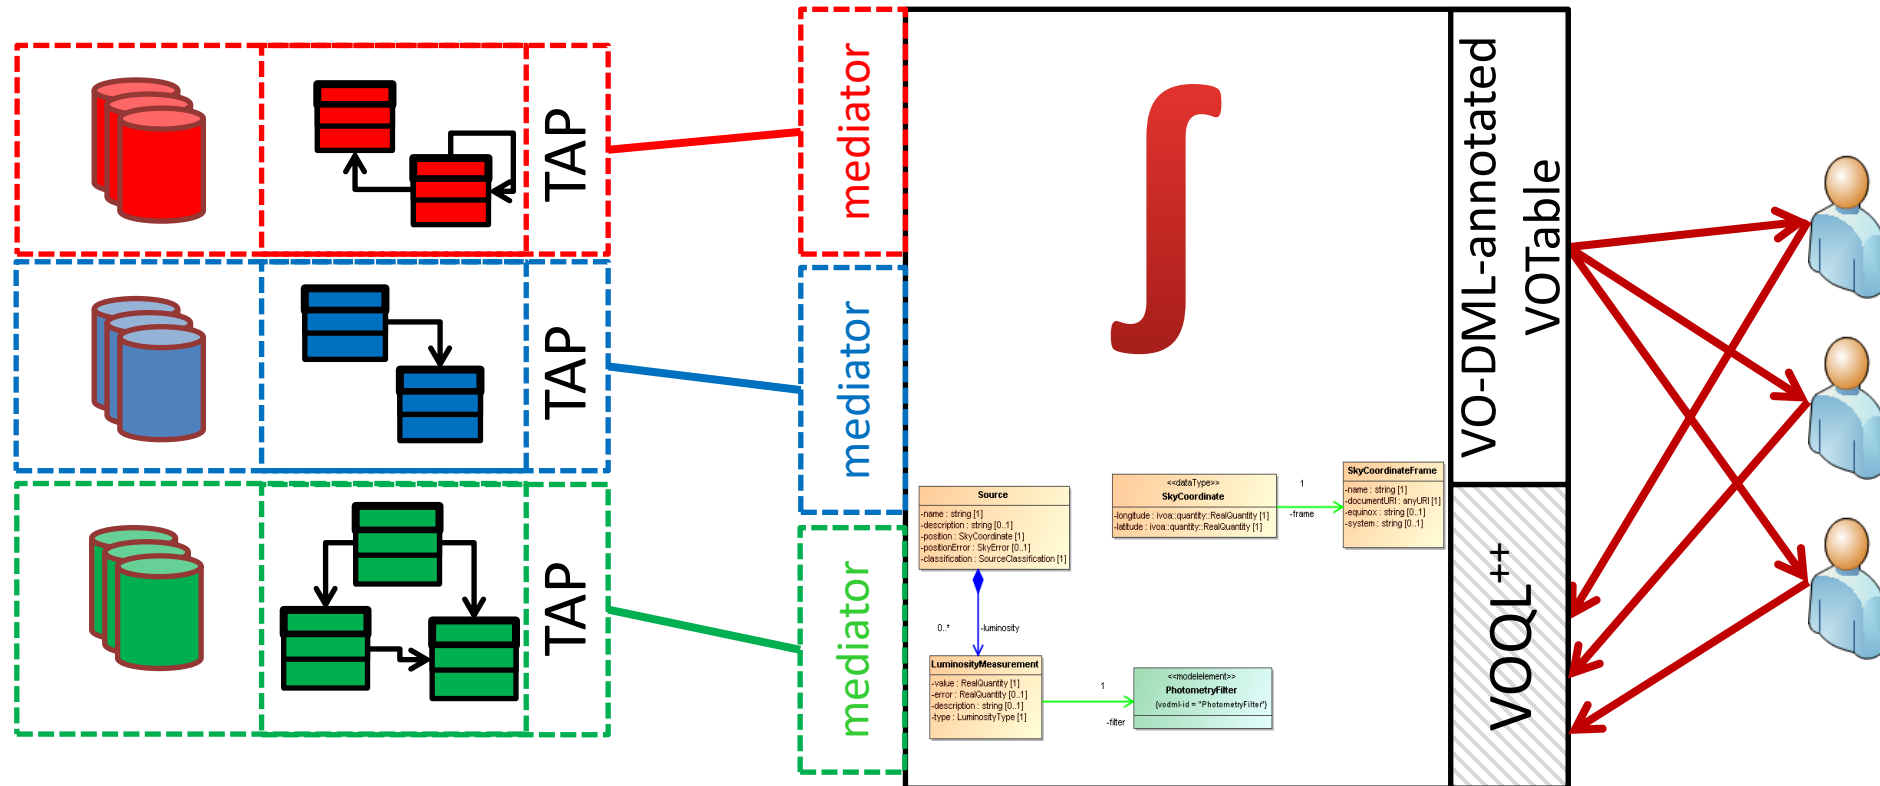 TAP
TAP
TAP
mediator
mediator
mediator
Source
-name : string [1]
-description : string [0..1]
-position : SkyCoordinate [1]
-positionError : SkyError [0..1]
-classification : SourceClassification [1]
0..*
-luminosity
LuminosityMeasurement
-value : RealQuantity [1]
-error : RealQuantity [0..1]
-description : string [0..1]
-type : LuminosityType [1]
<<dataType>>
SkyCoordinate
-longitude : ivoa::quantity::RealQuantity [1]
-latitude : ivoa::quantity::RealQuantity [1]
1
-frame
SkyCoordinateFrame
-name : string [1]
-documentURI : anyURI [1]
-equinox : string [0..1]
-system : string [0..1]
1
-filter
<<modelelement>>
PhotometryFilter
{vodml-id = "PhotometryFilter"}
VO-DML-annotated
VOTable
VOQL++